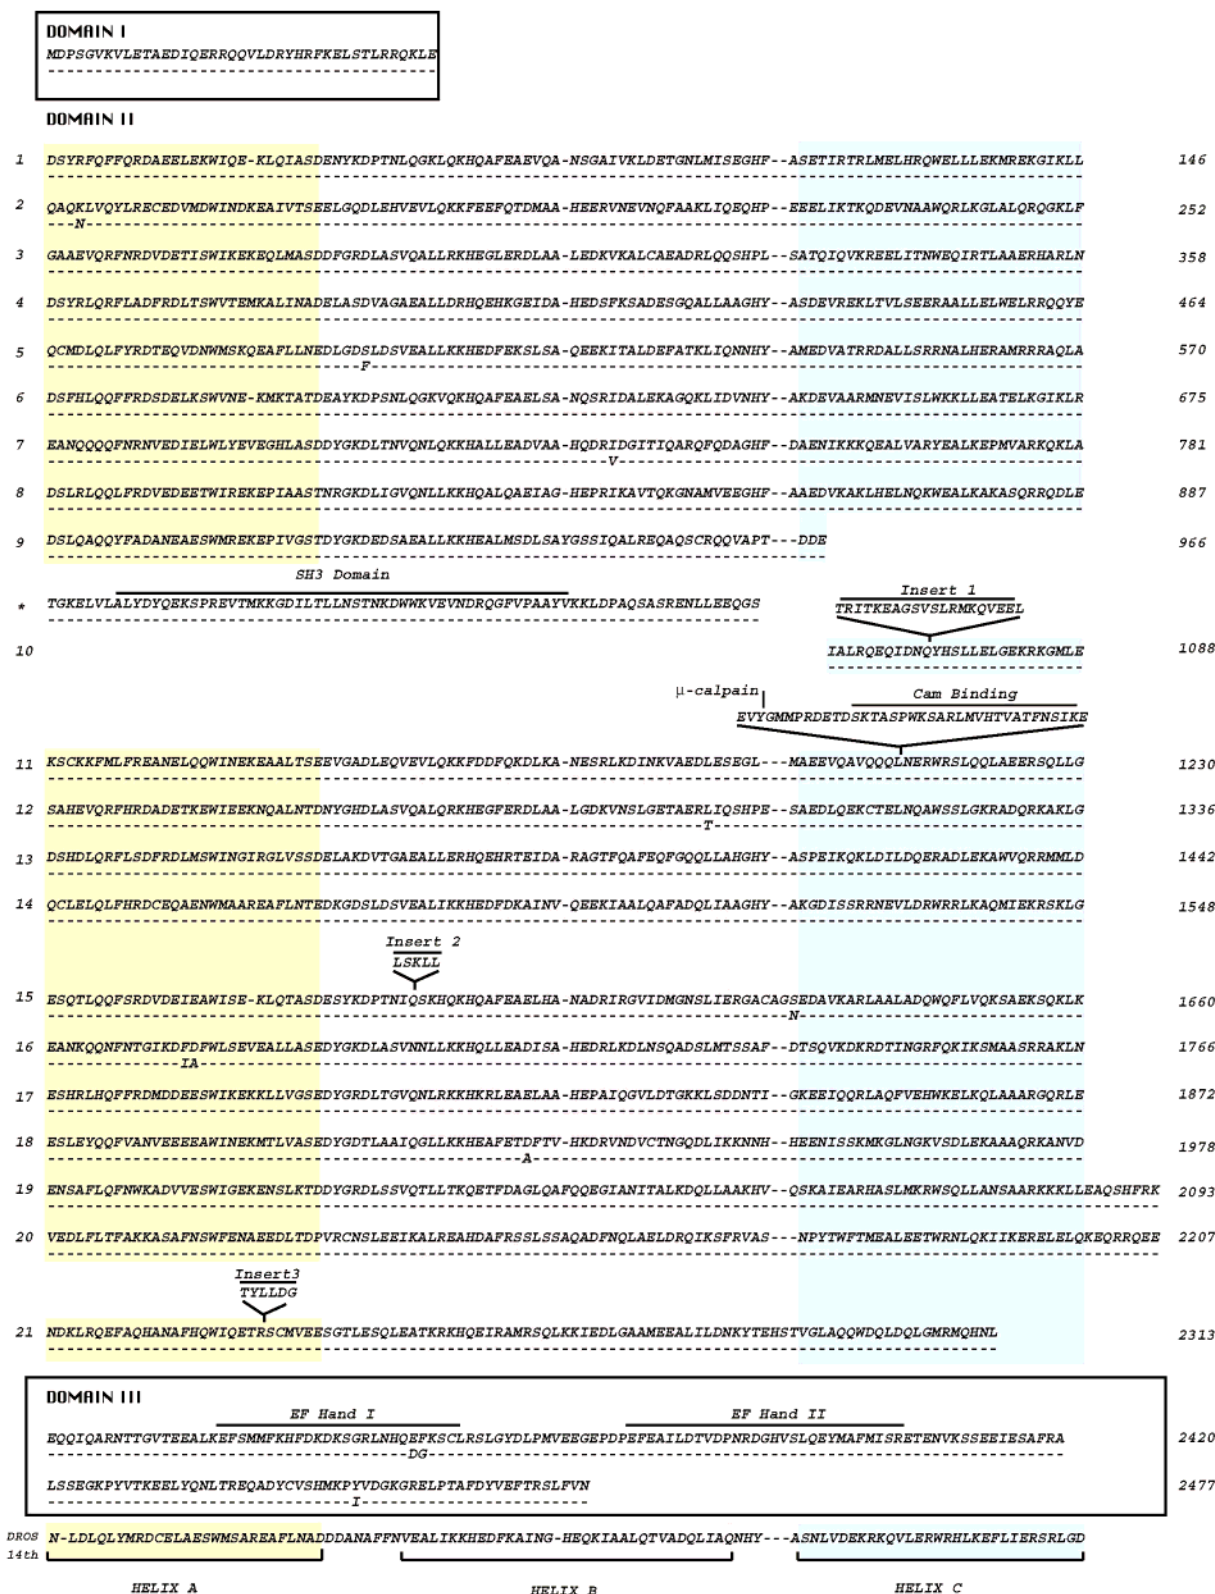 DOMAIN I
MDPSGVKVLETAEDIQERRQQVLDRYHRFKELSTLRRQKLE
DOMAIN II
1 DSYRFQFFQRDAEELEKWIQE-KLQIASDENYKDPTNLQGKLQKHQAFEAEVQA-NSGAIVKLDETGNLMISEGHF--ASETIRTRLMELHRQWELLLEKMREKGIKLL 146
2 QAQKLVQYLRECEDVMDWINDKEAIVTSEELGQDLEHVEVLQKKFEEFQTDMAA-HEERVNEVNQFAAKLIQEQHP-EEELIKTKQDEVNAAWQRLKGLALQRQGKLF 252
N
3 GAAEVQRFNRDVDETISWIKEKEQLMASDDFGRDLASVQALLRKHEGLERDLAA-LEDKVKALCAEADRLQQSHPL--SATQIQVKREELITNWEQIRTLAAERHARLN 358
4 DSYRLQRFLADFRDLTSWVTEMKALINADELASDVAGAEALLDRHQEHKGEIDA-HEDSFKSADESGQALLAAGHY--ASDEVREKLTVLSEERAALLELWELRRQQYE 464
5 QCMDLQLFYRDTEQVDNWMSKQEAFLLNEDLGDSLDSVEALLKKHEDFEKSLSA-QEEKITALDEFATKLIQNNHY--AMEDVATRRDALLSRRNALHERAMRRRAQLA 570
F
6 DSFHLQQFFRDSDELKSWVNE-KMKTATDEAYKDPSNLQGKVQKHQAFEAELSA-NQSRIDALEKAGQKLIDVNHY--AKDEVAARMNEVISLWKKLLEATELKGIKLR 675
7 EANQQQQFNRNVEDIELWLYEVEGHLASDDYGKDLTNVQNLQKKHALLEADVAA-HQDRIDGITIQARQFQDAGHF--DAENIKKKQEALVARYEALKEPMVARKQKLA 781
V
8 DSLRLQQLFRDVEDEETWIREKEPIAASTNRGKDLIGVQNLLKKHQALQAEIAG-HEPRIKAVTQKGNAMVEEGHF--AAEDVKAKLHELNQKWEALKAKASQRRQDLE 887
9 DSLQAQQYFADANEAESWMREKEPIVGSTDYGKDEDSAEALLKKHEALMSDLSAYGSSIQALREQAQSCRQQVAPT---DDE 966
SH3 Domain
* TGKELVLALYDYQEKSPREVTMKKGDILTLLNSTNKDWWKVEVNDRQGFVPAAYVKKLDPAQSASRENLLEEQGS
Insert 1
TRITKEAGSVSLRMKQVEEL
10 IALRQEQIDNQYHSLLELGEKRKGMLE 1088
µ-calpain
Cam Binding
EVYGMMPRDETDSKTASPWKSARLMVHTVATFNSIKE
11 KSCKKFMLFREANELQQWINEKEAALTSEEVGADLEQVEVLQKKFDDFQKDLKA-NESRLKDINKVAEDLESEGL---MAEEVQAVQQQLNERWRSLQQLAEERSQLLG 1230
12 SAHEVQRFHRDADETKEWIEEKNQALNTDNYGHDLASVQALQRKHEGFERDLAA-LGDKVNSLGETAERLIQSHPE--SAEDLQEKCTELNQAWSSLGKRADQRKAKLG 1336
T
13 DSHDLQRFLSDFRDLMSWINGIRGLVSSDELAKDVTGAEALLERHQEHRTEIDA-RAGTFQAFEQFGQQLLAHGHY--ASPEIKQKLDILDQERADLEKAWVQRRMMLD 1442
14 QCLELQLFHRDCEQAENWMAAREAFLNTEDKGDSLDSVEALIKKHEDFDKAINV-QEEKIAALQAFADQLIAAGHY--AKGDISSRRNEVLDRWRRLKAQMIEKRSKLG 1548
Insert 2
LSKLL
15 ESQTLQQFSRDVDEIEAWISE-KLQTASDESYKDPTNIQSKHQKHQAFEAELHA-NADRIRGVIDMGNSLIERGACAGSEDAVKARLAALADQWQFLVQKSAEKSQKLK 1660
N
16 EANKQQNFNTGIKDFDFWLSEVEALLASEDYGKDLASVNNLLKKHQLLEADISA-HEDRLKDLNSQADSLMTSSAF--DTSQVKDKRDTINGRFQKIKSMAASRRAKLN 1766
IA
17 ESHRLHQFFRDMDDEESWIKEKKLLVGSEDYGRDLTGVQNLRKKHKRLEAELAA-HEPAIQGVLDTGKKLSDDNTI--GKEEIQQRLAQFVEHWKELKQLAAARGQRLE 1872
18 ESLEYQQFVANVEEEEAWINEKMTLVASEDYGDTLAAIQGLLKKHEAFETDFTV-HKDRVNDVCTNGQDLIKKNNH-HEENISSKMKGLNGKVSDLEKAAAQRKANVD 1978
A
19 ENSAFLQFNWKADVVESWIGEKENSLKTDDYGRDLSSVQTLLTKQETFDAGLQAFQQEGIANITALKDQLLAAKHV--QSKAIEARHASLMKRWSQLLANSAARKKKLLEAQSHFRK 2093
20 VEDLFLTFAKKASAFNSWFENAEEDLTDPVRCNSLEEIKALREAHDAFRSSLSSAQADFNQLAELDRQIKSFRVAS---NPYTWFTMEALEETWRNLQKIIKERELELQKEQRRQEE 2207
Insert3
TYLLDG
21 NDKLRQEFAQHANAFHQWIQETRSCMVEESGTLESQLEATKRKHQEIRAMRSQLKKIEDLGAAMEEALILDNKYTEHSTVGLAQQWDQLDQLGMRMQHNL 2313
DOMAIN III
EF Hand I
EF Hand II
EQQIQARNTTGVTEEALKEFSMMFKHFDKDKSGRLNHQEFKSCLRSLGYDLPMVEEGEPDPEFEAILDTVDPNRDGHVSLQEYMAFMISRETENVKSSEEIESAFRA 2420
DG
LSSEGKPYVTKEELYQNLTREQADYCVSHMKPYVDGKGRELPTAFDYVEFTRSLFVN 2477
I
DROS 14th N-LDLQLYMRDCELAESWMSAREAFLNADDDANAFFNVEALIKKHEDFKAING-HEQKIAALQTVADQLIAQNHY---ASNLVDEKRKQVLERWRHLKEFLIERSRLGD
HELIX A
HELIX B
HELIX C